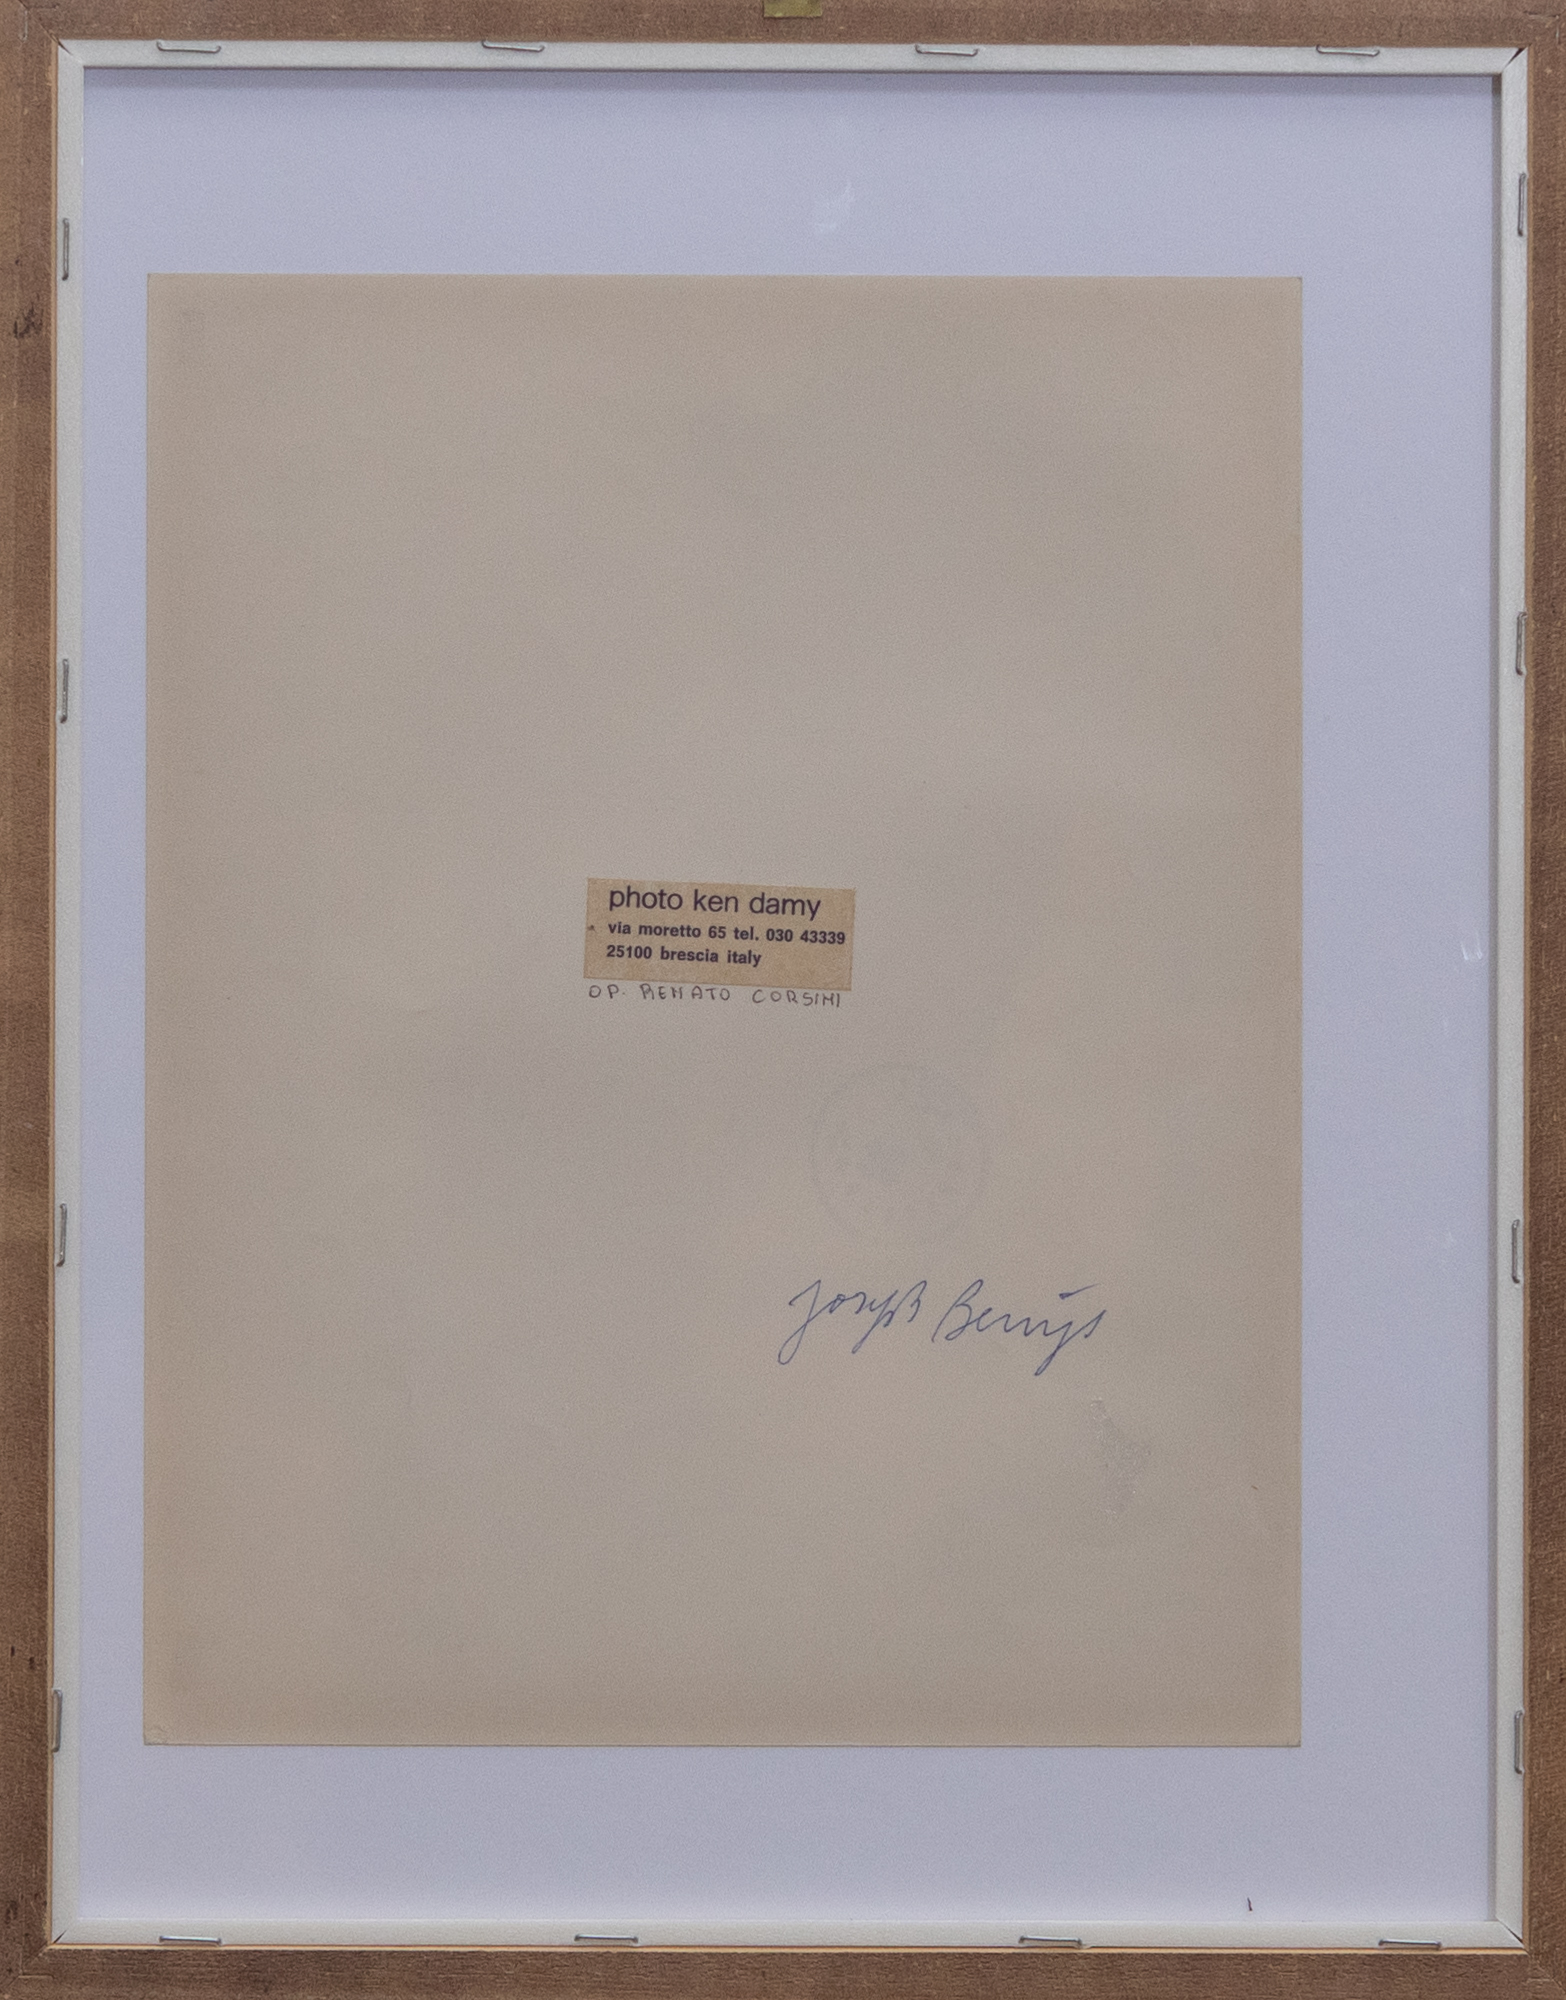 photo ken damy
via moretto 65 tel. 030 43339
25100 brescia italy
OP. RENATO CORSINI
Joseph Beuys